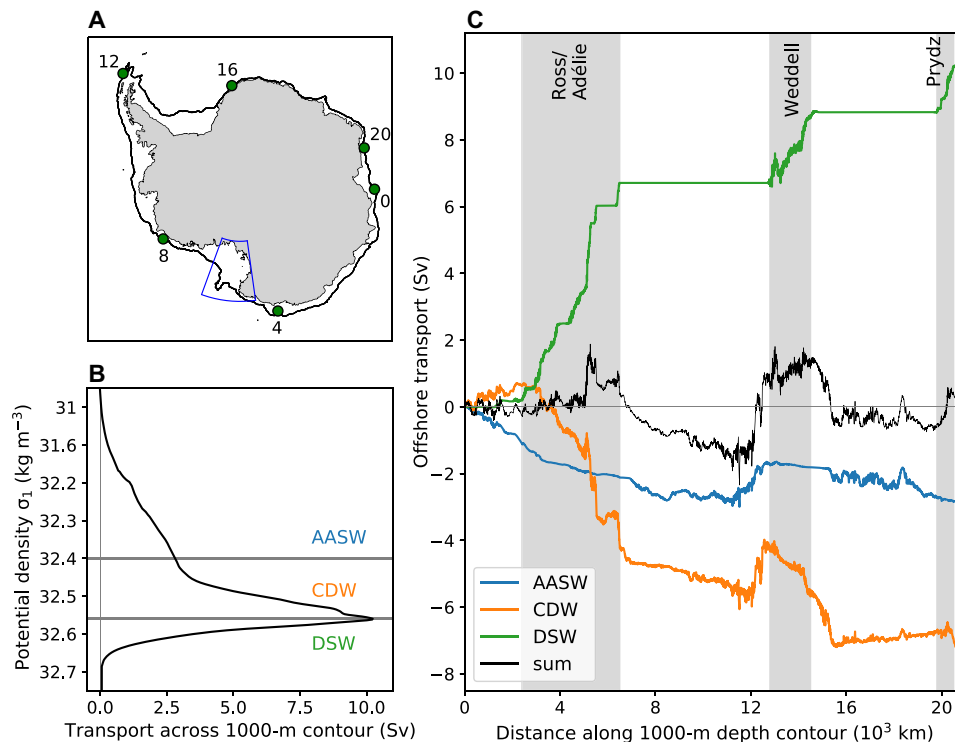 A
12
16
20
0
8
4
B
Potential density σ₁ (kg m⁻³)
31
31.6
32.2
32.3
32.4
32.5
32.6
32.7
AASW
CDW
DSW
0.0 2.5 5.0 7.5 10.0
Transport across 1000-m contour (Sv)
C
Offshore transport (Sv)
10
8
6
4
2
0
−2
−4
−6
−8
Ross/
Adélie
Weddell
Prydz
AASW
CDW
DSW
sum
0 4 8 12 16 20
Distance along 1000-m depth contour (10³ km)